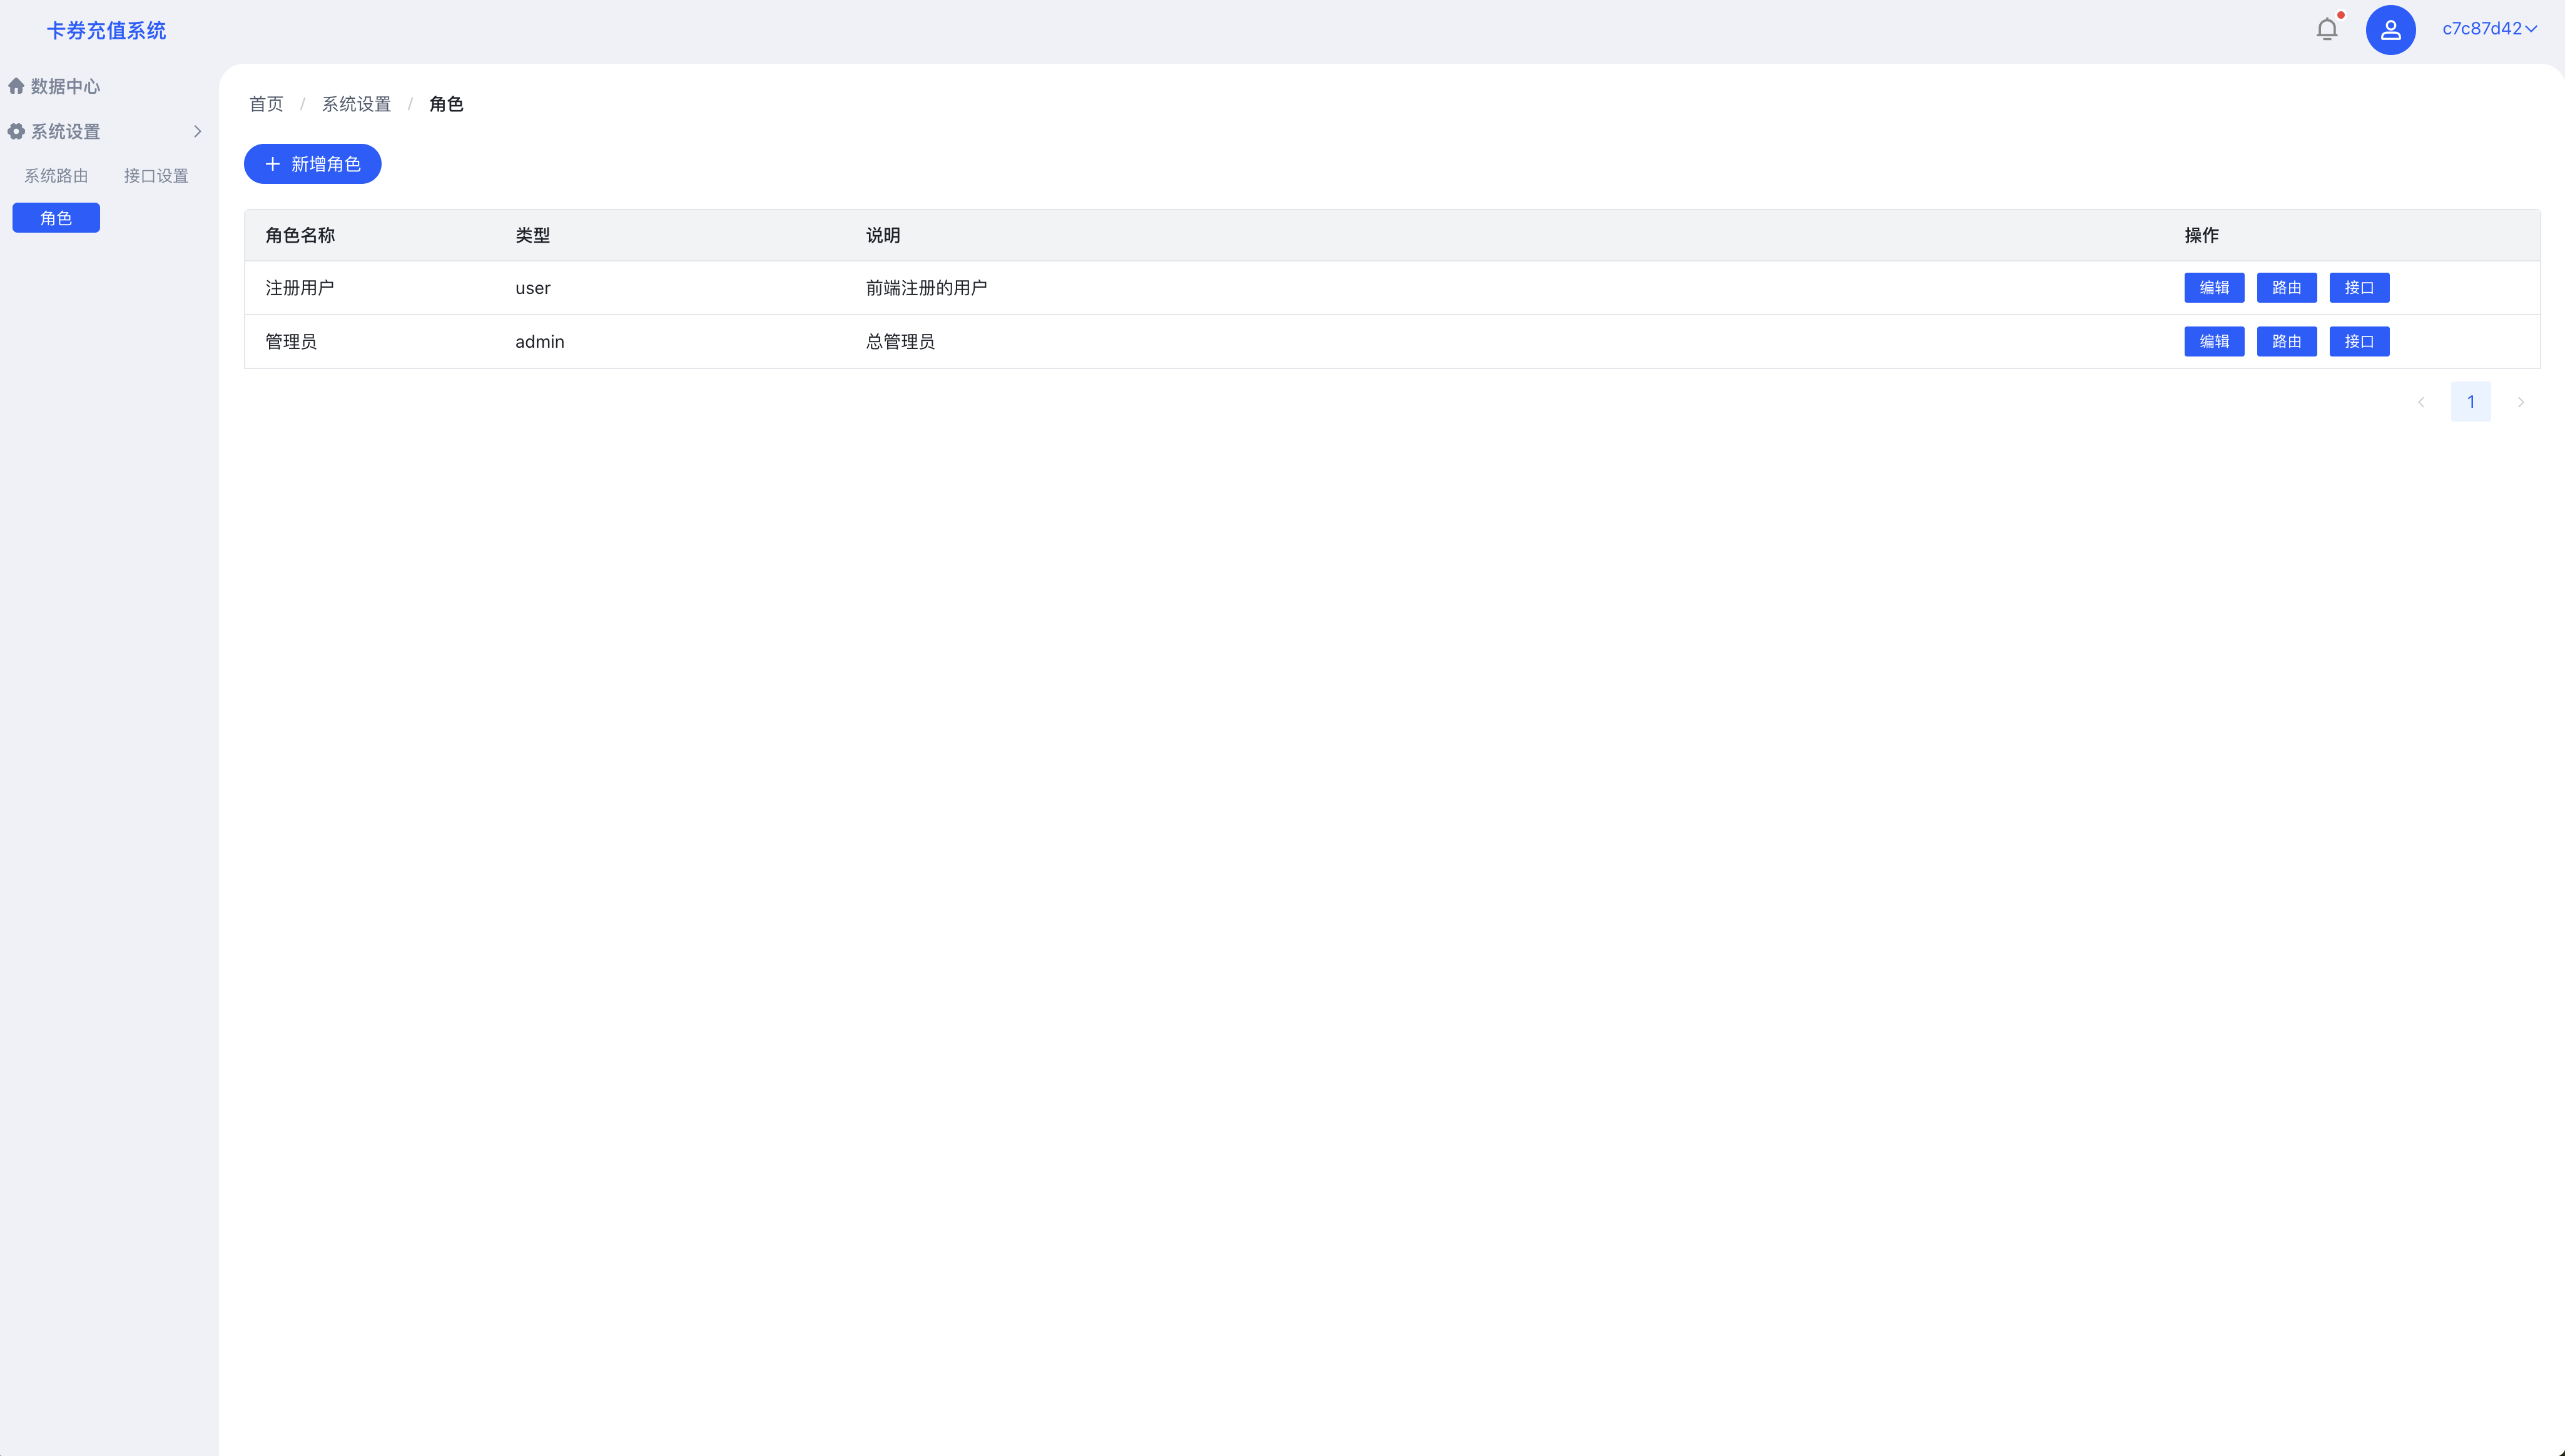 卡券充值系统
c7c87d42
数据中心
系统设置
系统路由 接口设置
角色
首页 / 系统设置 / 角色
新增角色
角色名称 类型 说明 操作
注册用户 user 前端注册的用户 编辑 路由 接口
管理员 admin 总管理员 编辑 路由 接口
1